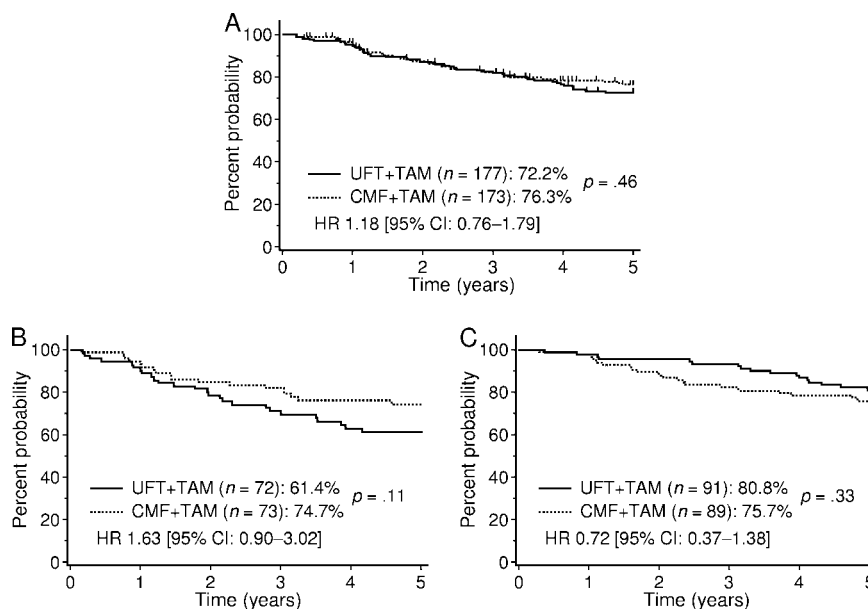 A
Percent probability
100
80
60
40
20
0
UFT+TAM (n = 177): 72.2%
CMF+TAM (n = 173): 76.3%
p = .46
HR 1.18 [95% CI: 0.76–1.79]
0 1 2 3 4 5
Time (years)
B
Percent probability
100
80
60
40
20
0
UFT+TAM (n = 72): 61.4%
CMF+TAM (n = 73): 74.7%
p = .11
HR 1.63 [95% CI: 0.90–3.02]
0 1 2 3 4 5
Time (years)
C
Percent probability
100
80
60
40
20
0
UFT+TAM (n = 91): 80.8%
CMF+TAM (n = 89): 75.7%
p = .33
HR 0.72 [95% CI: 0.37–1.38]
0 1 2 3 4 5
Time (years)